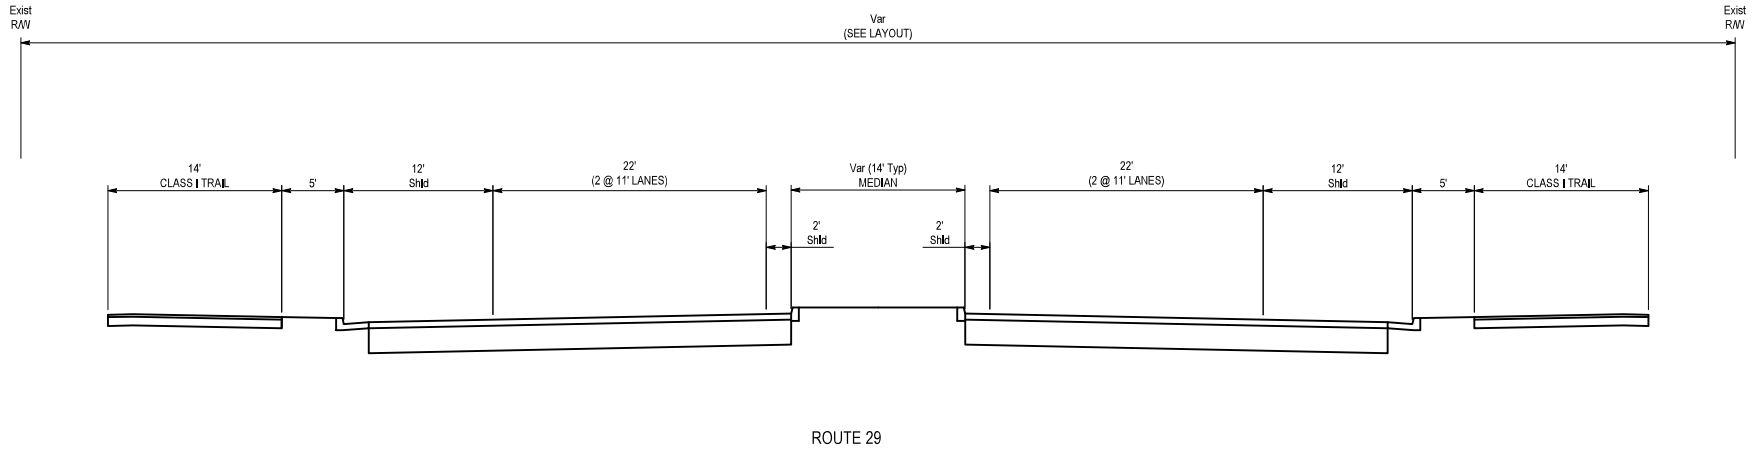 Exist
R/W
Var
(SEE LAYOUT)
Exist
R/W
14'
CLASS I TRAIL
5'
12'
Shld
22'
(2 @ 11' LANES)
Var (14' Typ)
MEDIAN
22'
(2 @ 11' LANES)
12'
Shld
5'
14'
CLASS I TRAIL
2'
Shld
2'
Shld
ROUTE 29